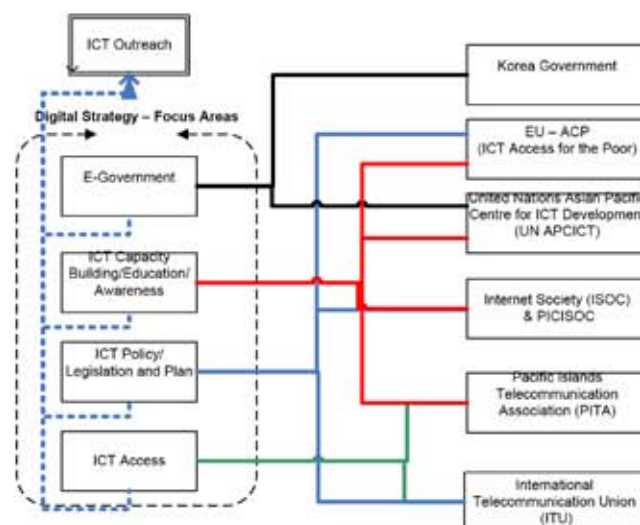 ICT Outreach
Digital Strategy – Focus Areas
E-Government
ICT Capacity
Building/Education/
Awareness
ICT Policy/
Legislation and Plan
ICT Access
Korea Government
EU – ACP
(ICT Access for the Poor)
United Nations Asian Pacific
Centre for ICT Development
(UN APCICT)
Internet Society (ISOC)
& PICISOC
Pacific Islands
Telecommunication
Association (PITA)
International
Telecommunication Union
(ITU)